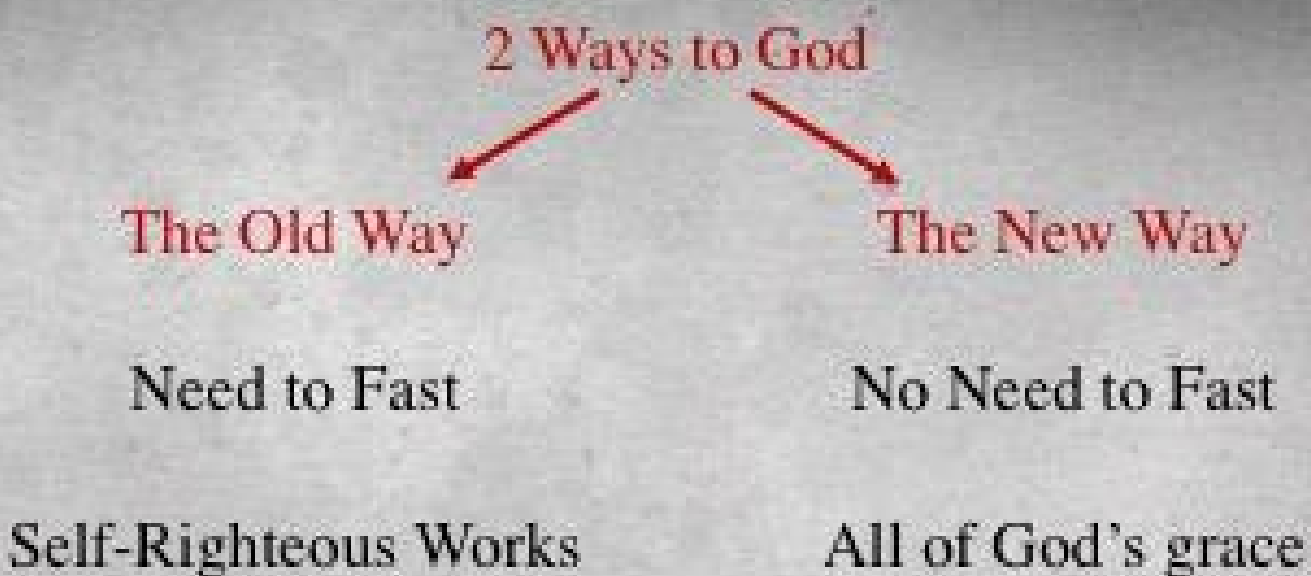 2 Ways to God
The Old Way
The New Way
Need to Fast
No Need to Fast
Self-Righteous Works
All of God's grace